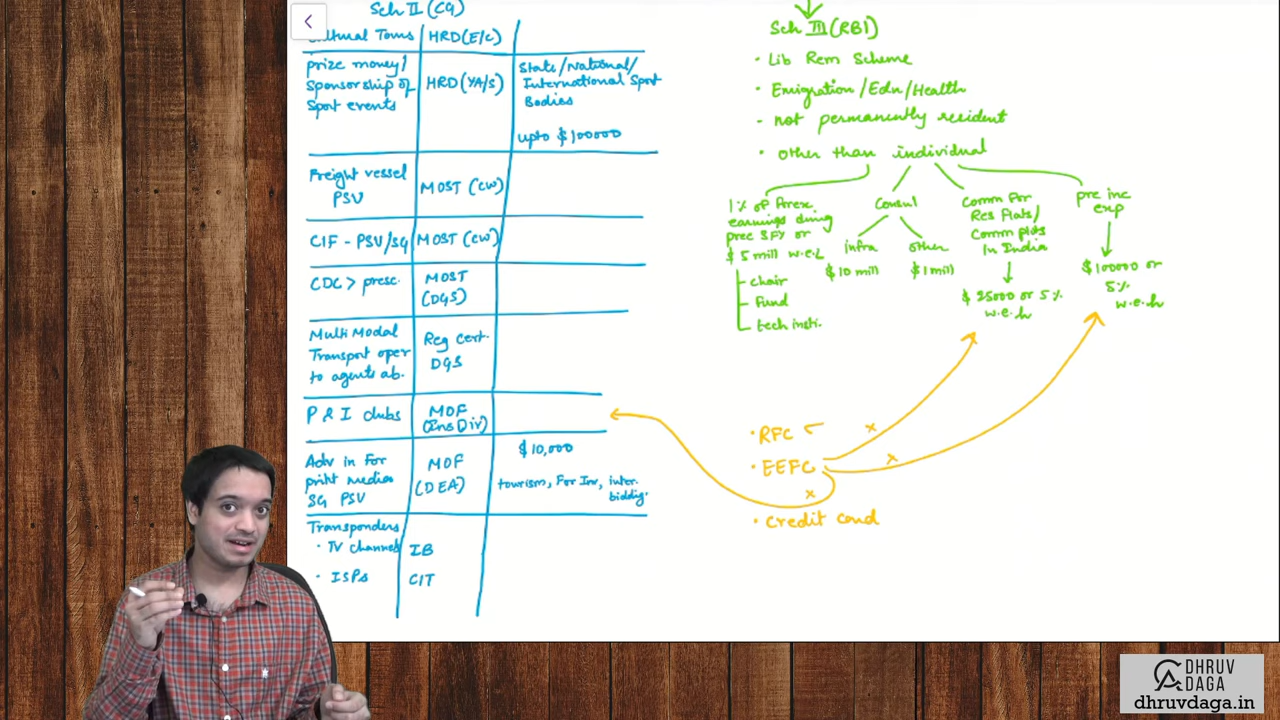 Sch II (CG)
Cultural Tours
HRD (E/C)
prize money/
Sponsorship of
Sport events
HRD (YA/S)
State/National/
International Sport
Bodies
upto $100000
Freight vessel
PSV
MOST (CW)
CIF - PSV/SG
MOST (CW)
CDC > presc.
MOST
(DGS)
Multi Modal
Transport oper
to agents ab.
Reg cert.
DGS
P & I clubs
MOF
(Ins Div)
Adv in For
print media
SG PSV
MOF
(DEA)
$10,000
tourism, For Inv, inter.
bidding
Transponders
· TV channel
IB
· ISPs
CIT
Sch III (RBI)
· Lib Rem Scheme
· Emigration/Edn/Health
· not permanently resident
· other than individual
1% of Forex
earnings during
prec 3FY or
$5 mill w.e.L
chair
Fund
tech insti.
Consul
infra
$10 mill
other
$1 mill
Comm For
Res flats/
Comm plots
In India
$25000 or 5%
w.e.h
pre inc
exp
$100000 or
5%
w.e.h
· RFC
· EEFC
· Credit card
x
x
x
DHRUV
DAGA
dhruvdaga.in